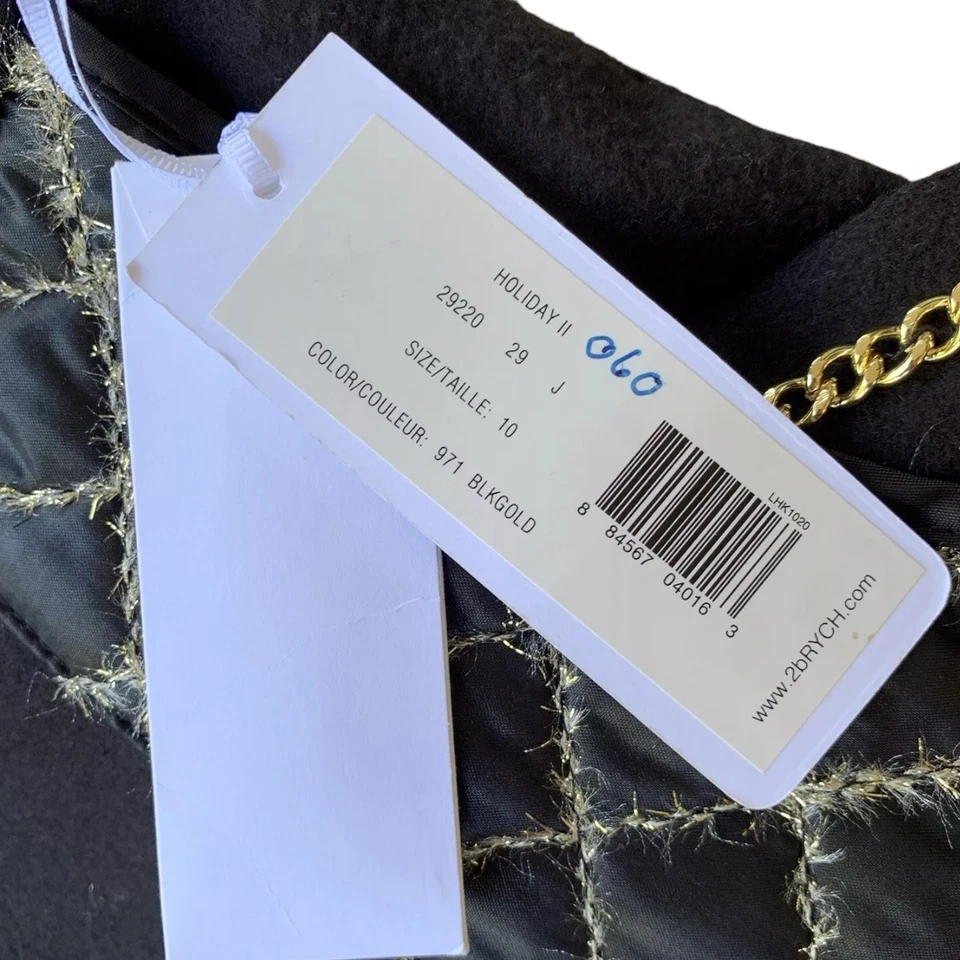 HOLIDAY II
060
29220 29 J
SIZE/TAILLE: 10
COLOR/COULEUR: 971 BLKGOLD
LHK1020
8 84567 04016 3
www.2bRYCH.com